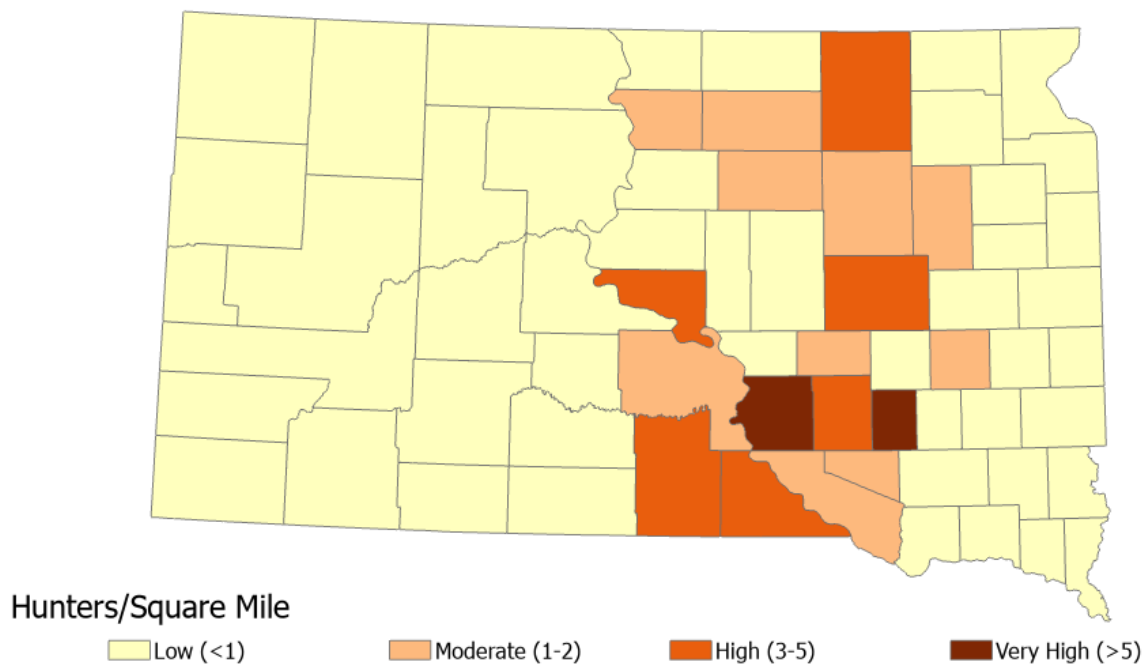 Hunters/Square Mile
Low (<1) Moderate (1-2) High (3-5) Very High (>5)